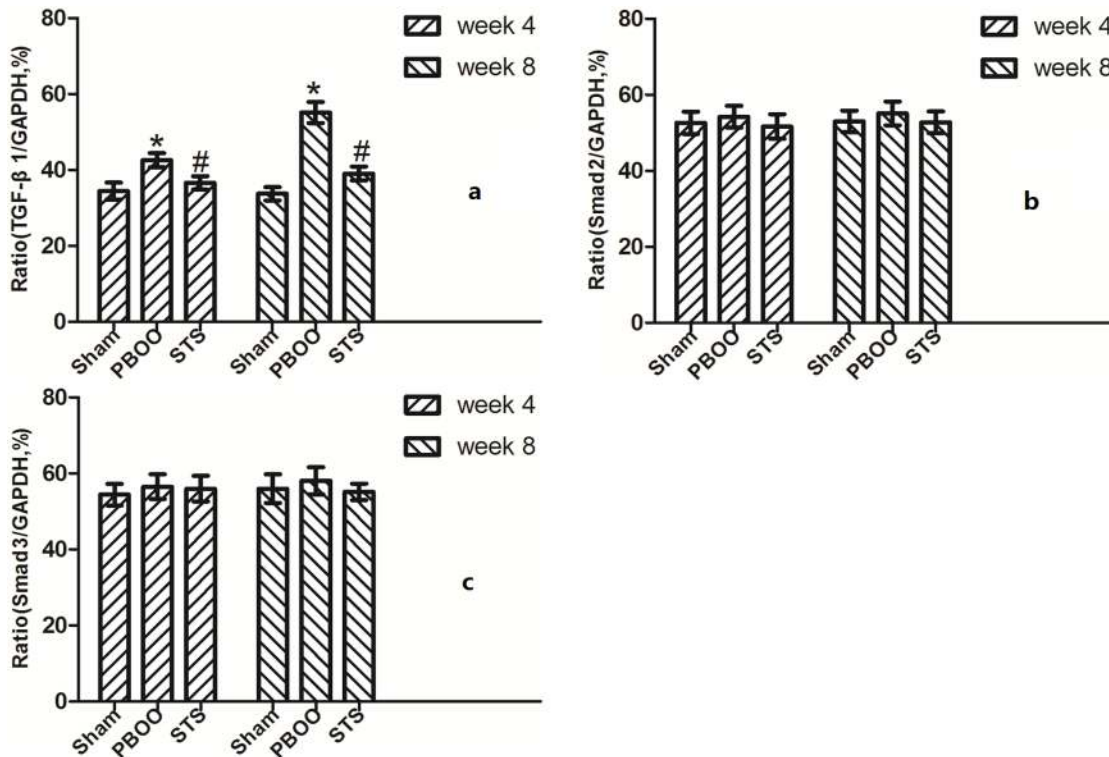 Ratio(TGF-β 1/GAPDH,%)
80
60
40
20
0
week 4
week 8
*
#
*
#
a
Sham
PBOO
STS
Sham
PBOO
STS
Ratio(Smad2/GAPDH,%)
80
60
40
20
0
week 4
week 8
b
Sham
PBOO
STS
Sham
PBOO
STS
Ratio(Smad3/GAPDH,%)
80
60
40
20
0
week 4
week 8
c
Sham
PBOO
STS
Sham
PBOO
STS